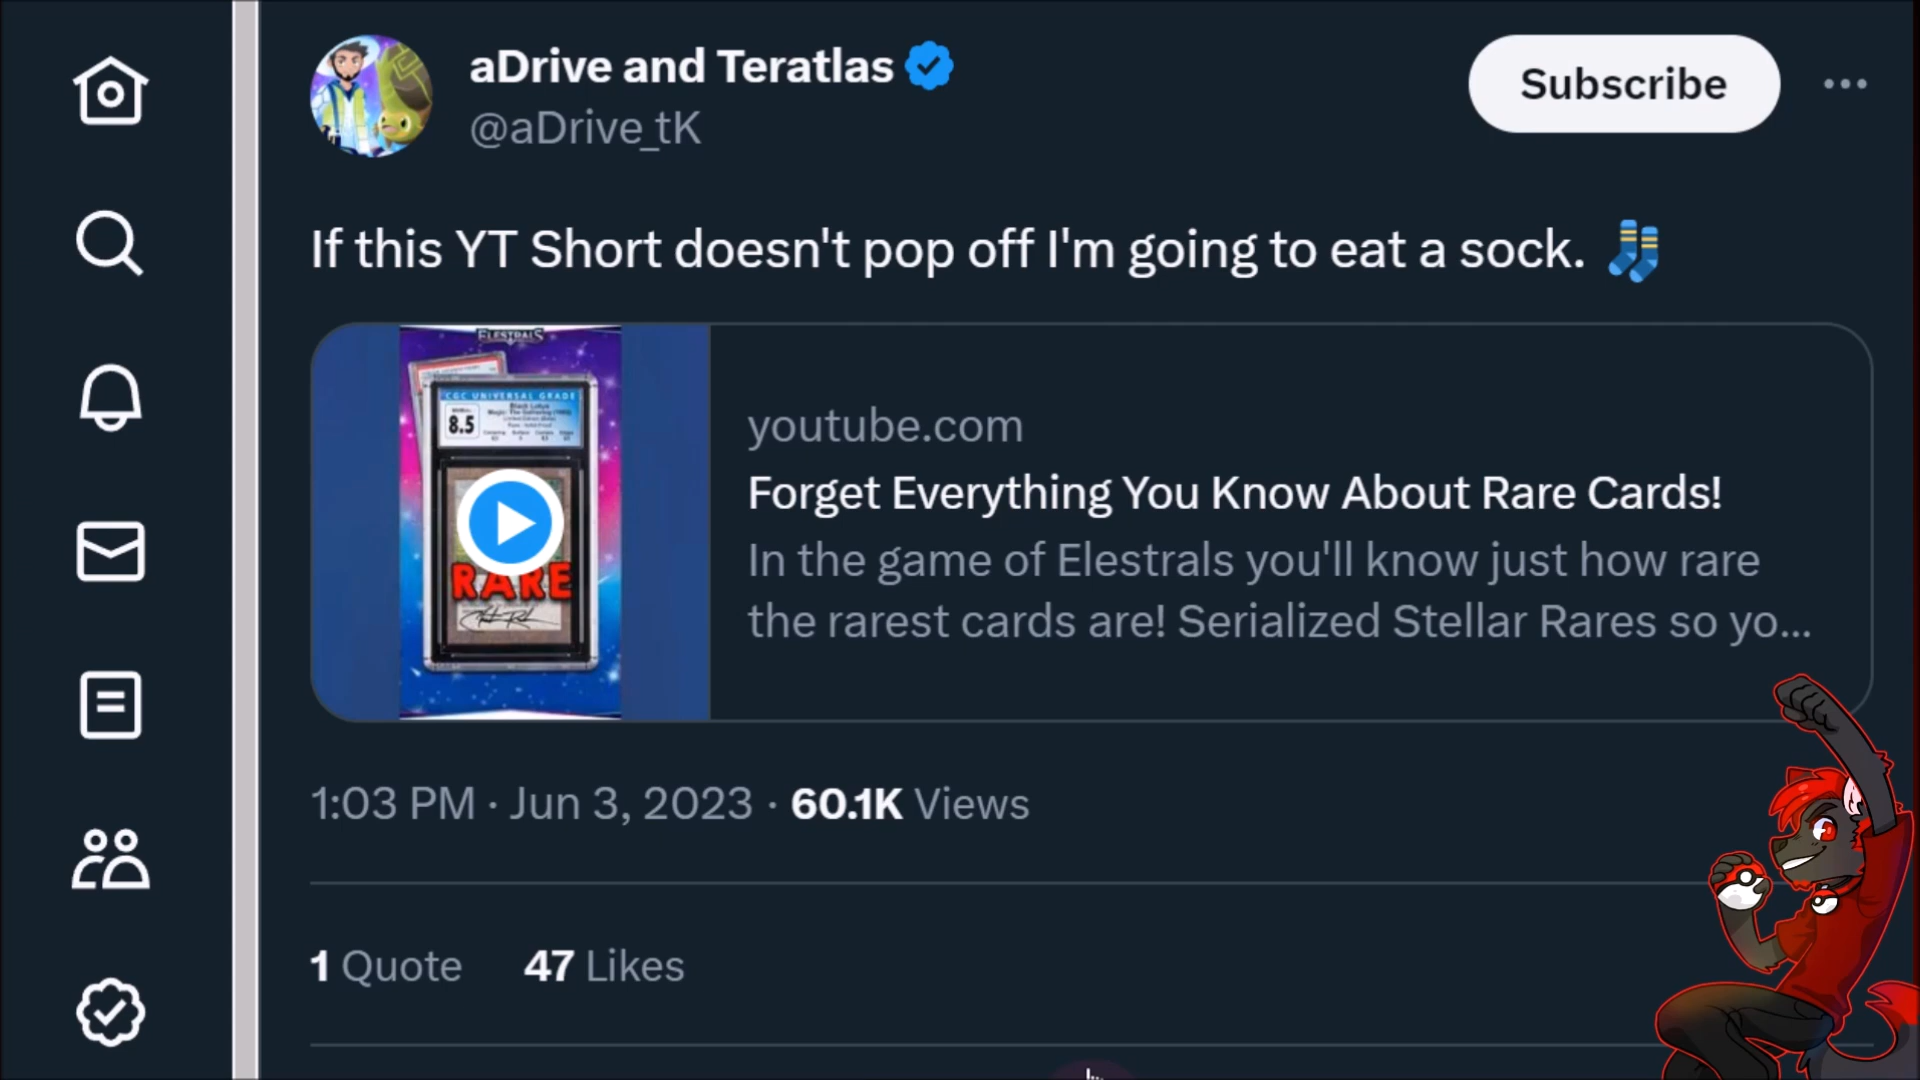 aDrive and Teratlas
@aDrive_tK
Subscribe
If this YT Short doesn't pop off I'm going to eat a sock.
ELESTRALS
CGC UNIVERSAL GRADE
8.5
Black Lotus
RARE
youtube.com
Forget Everything You Know About Rare Cards!
In the game of Elestrals you'll know just how rare
the rarest cards are! Serialized Stellar Rares so yo...
1:03 PM · Jun 3, 2023 · 60.1K Views
1 Quote 47 Likes